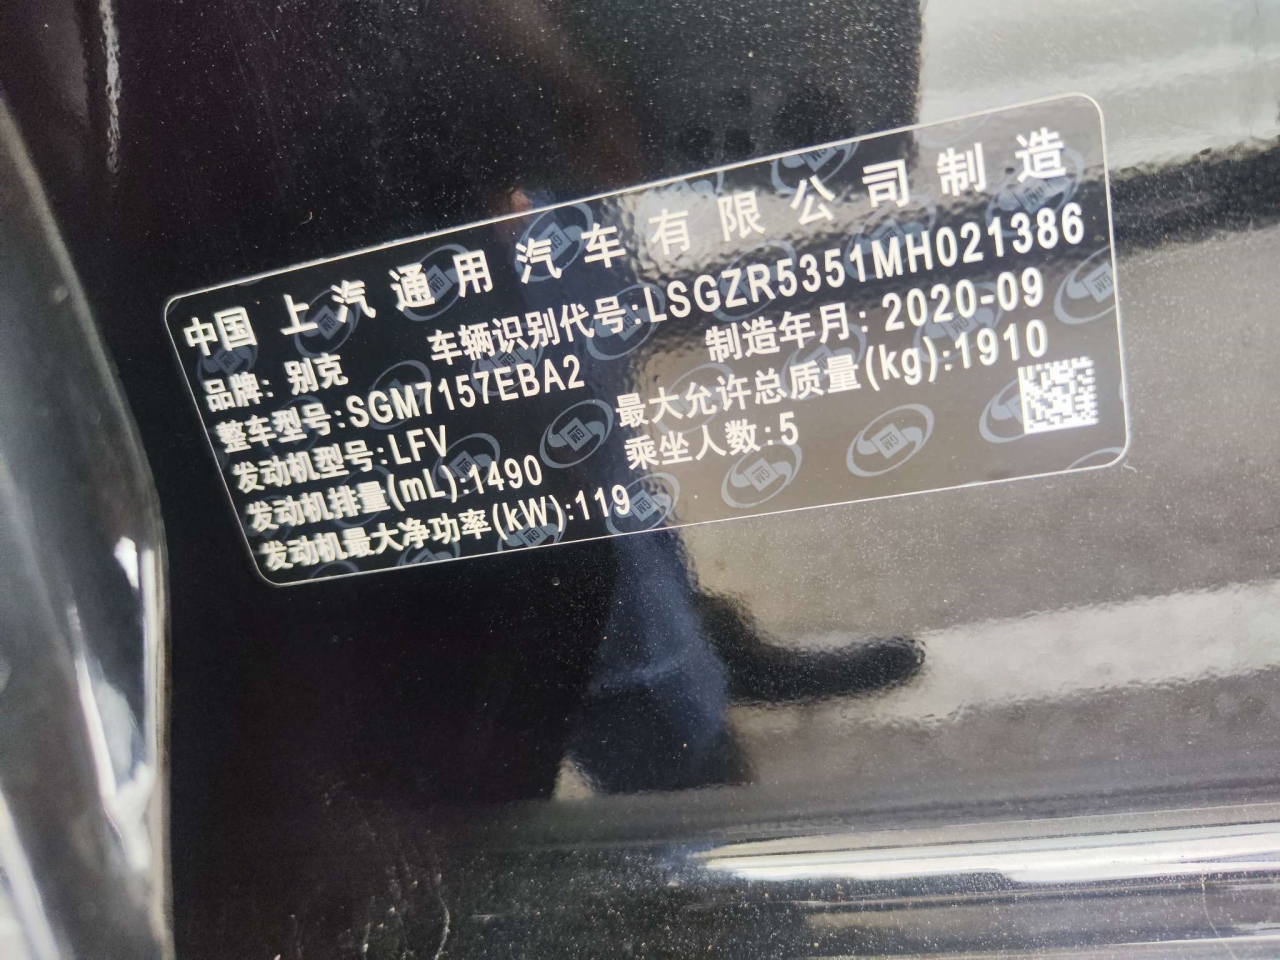 中国 上汽通用汽车有限公司制造
品牌: 别克 车辆识别代号:LSGZR5351MH021386
整车型号:SGM7157EBA2 制造年月: 2020-09
发动机型号:LFV 最大允许总质量(kg):1910
发动机排量(mL):1490 乘坐人数:5
发动机最大净功率(kW):119